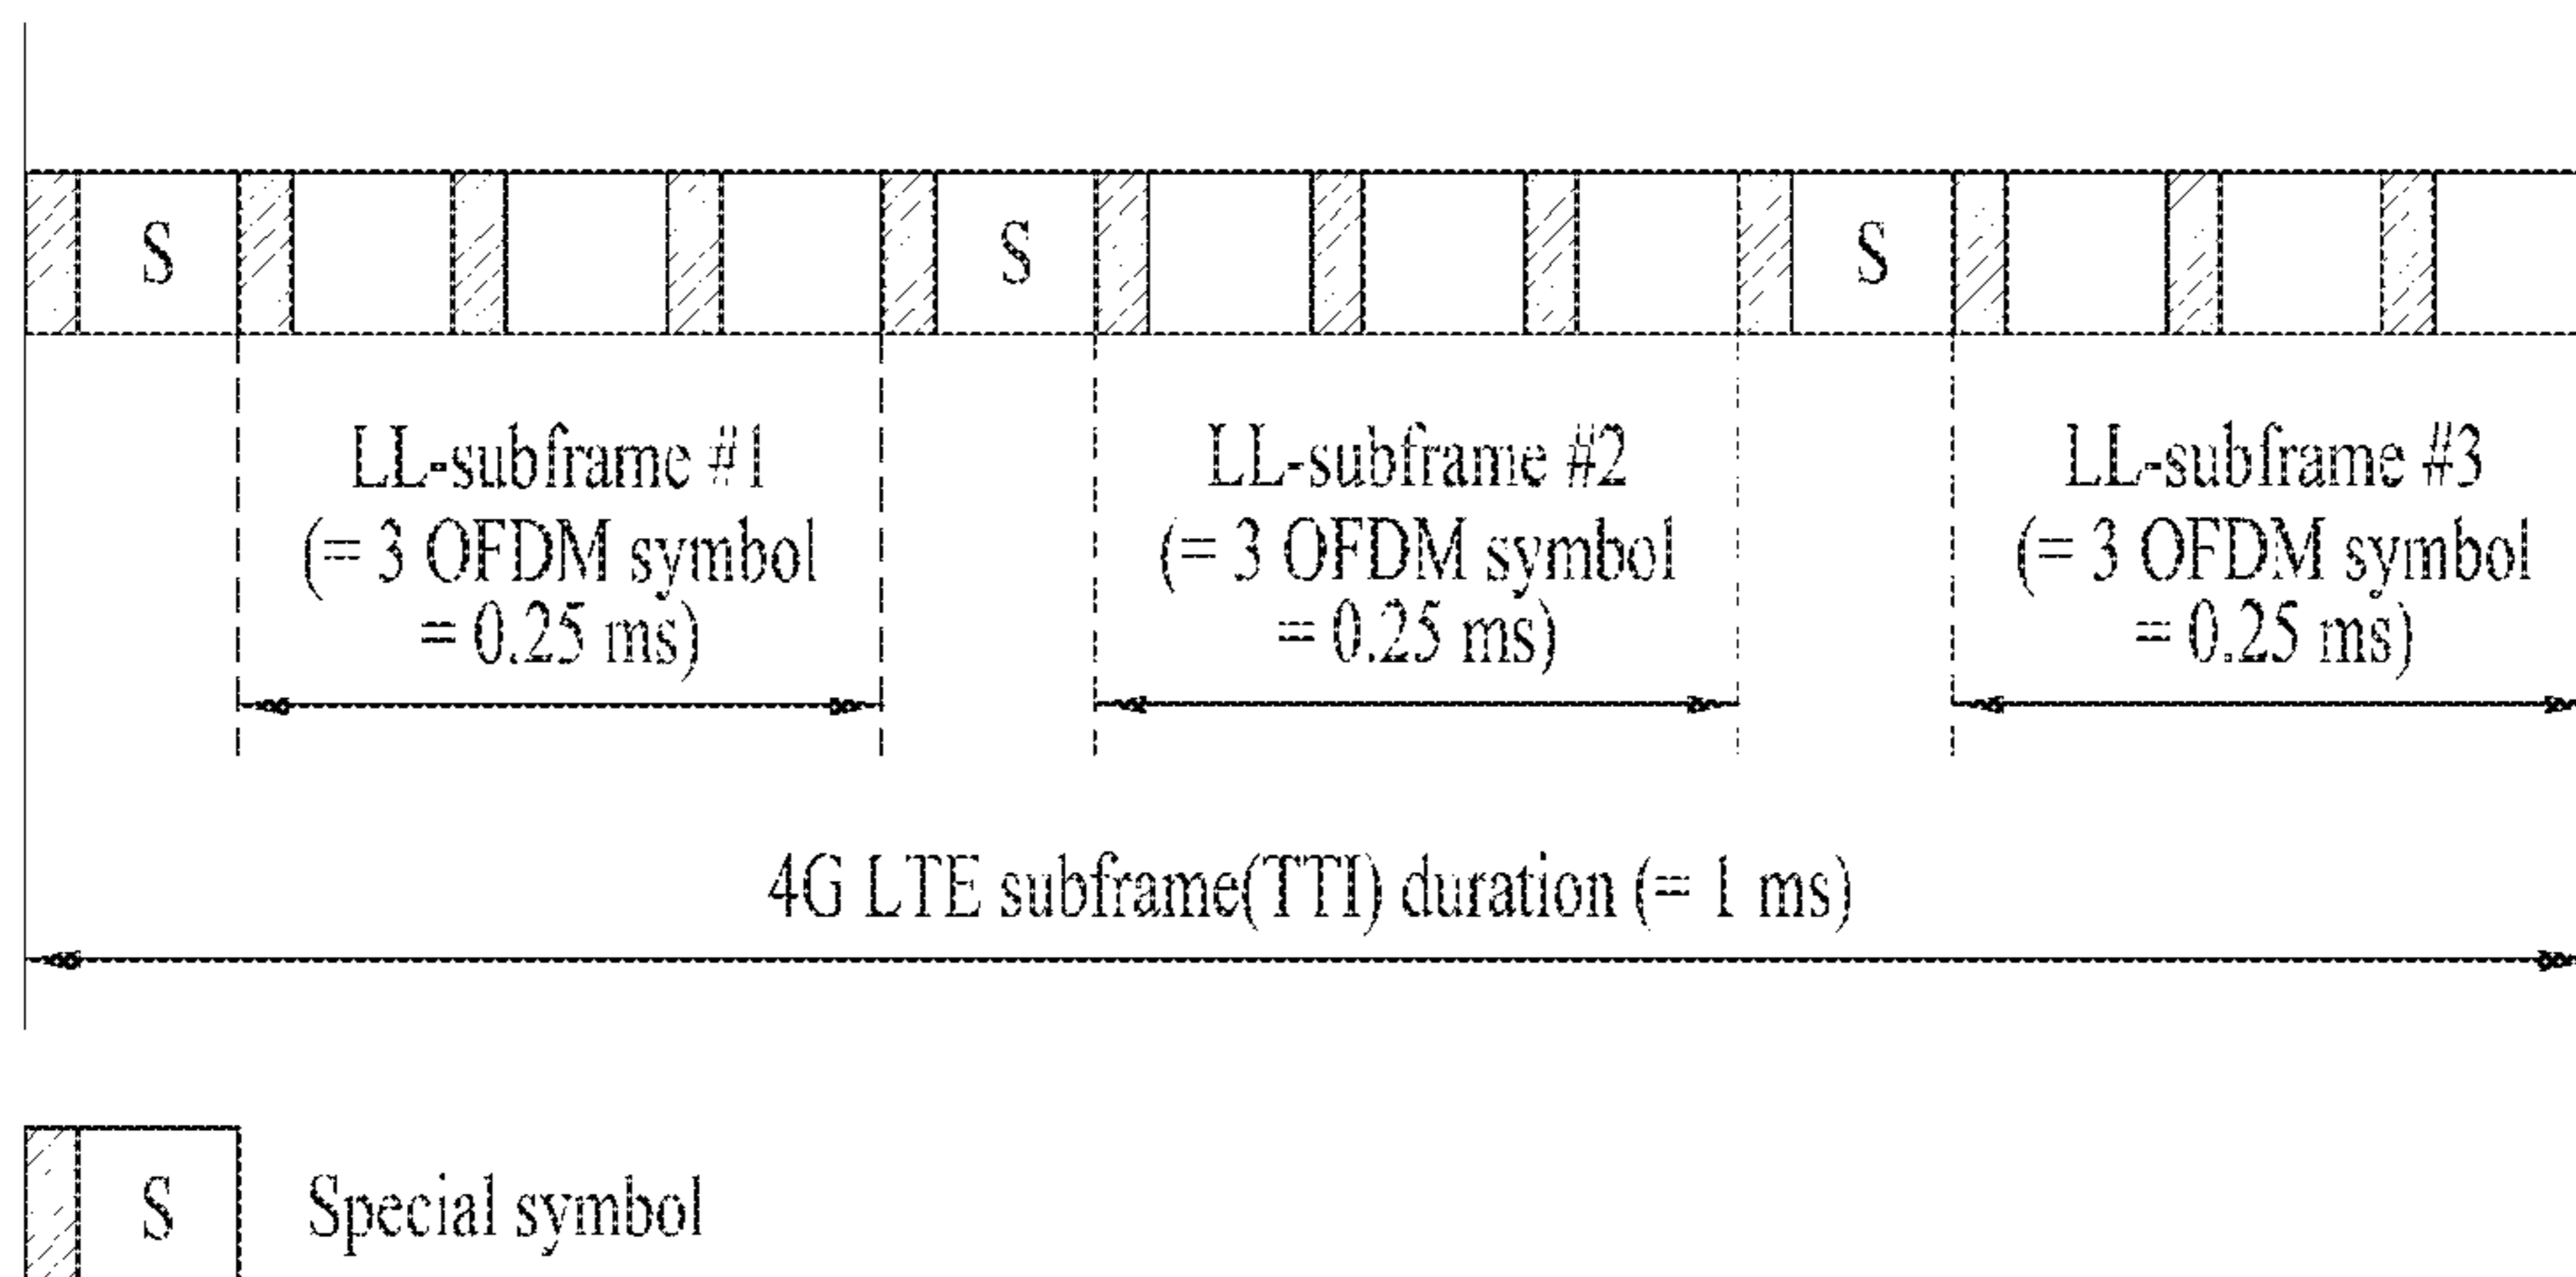 S S S
LL-subframe #1 LL-subframe #2 LL-subframe #3
(= 3 OFDM symbol (= 3 OFDM symbol (= 3 OFDM symbol
= 0.25 ms) = 0.25 ms) = 0.25 ms)
4G LTE subframe(TTI) duration (= 1 ms)
S Special symbol